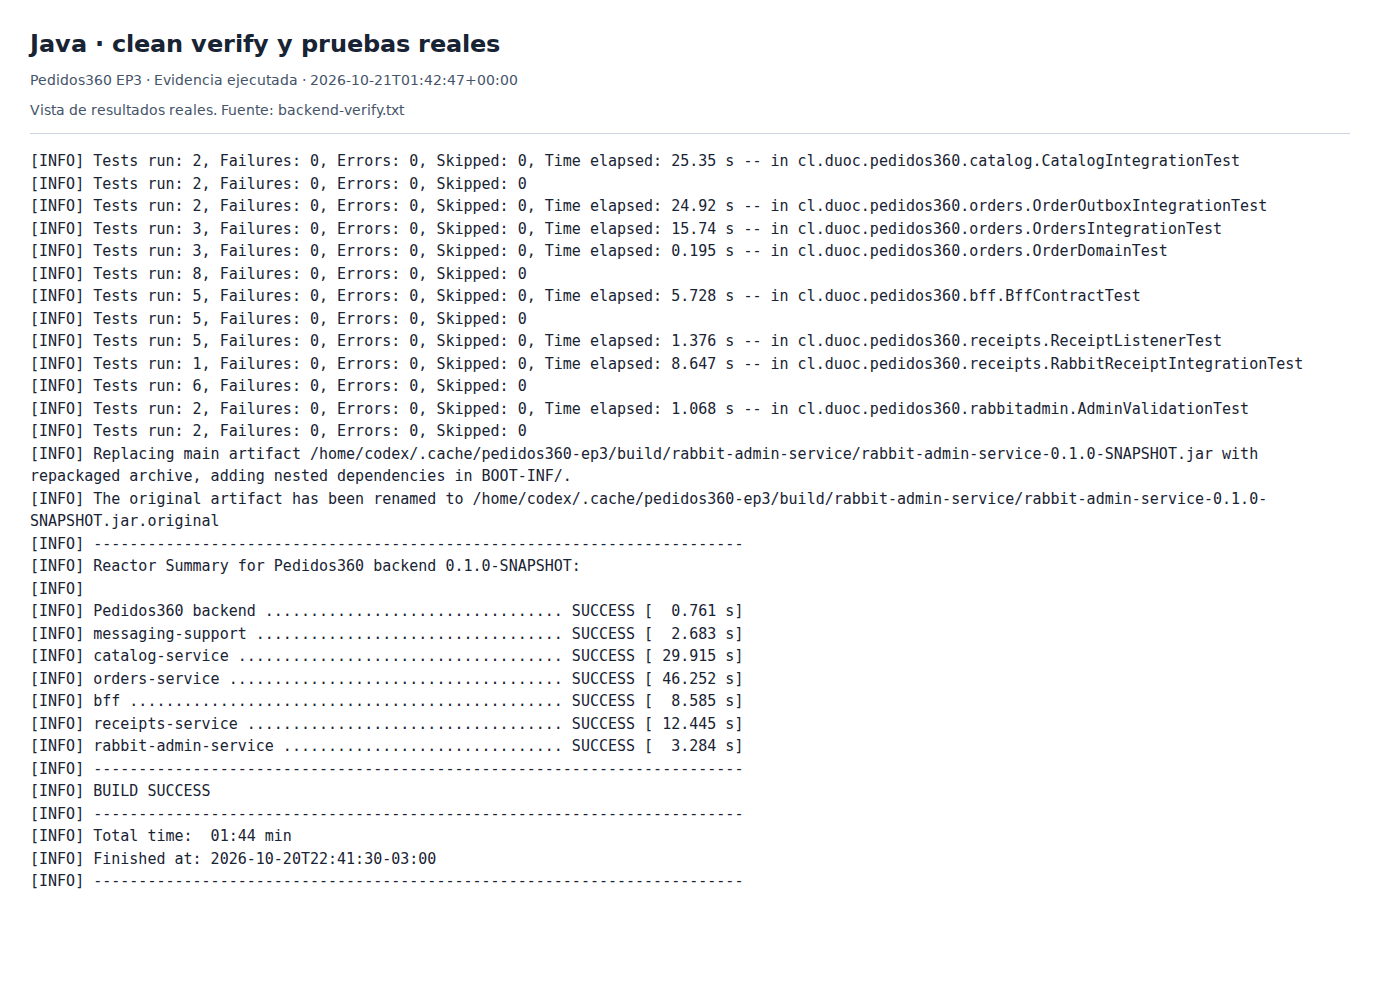 Java · clean verify y pruebas reales
Pedidos360 EP3 · Evidencia ejecutada · 2026-10-21T01:42:47+00:00
Vista de resultados reales. Fuente: backend-verify.txt
[INFO] Tests run: 2, Failures: 0, Errors: 0, Skipped: 0, Time elapsed: 25.35 s -- in cl.duoc.pedidos360.catalog.CatalogIntegrationTest
[INFO] Tests run: 2, Failures: 0, Errors: 0, Skipped: 0
[INFO] Tests run: 2, Failures: 0, Errors: 0, Skipped: 0, Time elapsed: 24.92 s -- in cl.duoc.pedidos360.orders.OrderOutboxIntegrationTest
[INFO] Tests run: 3, Failures: 0, Errors: 0, Skipped: 0, Time elapsed: 15.74 s -- in cl.duoc.pedidos360.orders.OrdersIntegrationTest
[INFO] Tests run: 3, Failures: 0, Errors: 0, Skipped: 0, Time elapsed: 0.195 s -- in cl.duoc.pedidos360.orders.OrderDomainTest
[INFO] Tests run: 8, Failures: 0, Errors: 0, Skipped: 0
[INFO] Tests run: 5, Failures: 0, Errors: 0, Skipped: 0, Time elapsed: 5.728 s -- in cl.duoc.pedidos360.bff.BffContractTest
[INFO] Tests run: 5, Failures: 0, Errors: 0, Skipped: 0
[INFO] Tests run: 5, Failures: 0, Errors: 0, Skipped: 0, Time elapsed: 1.376 s -- in cl.duoc.pedidos360.receipts.ReceiptListenerTest
[INFO] Tests run: 1, Failures: 0, Errors: 0, Skipped: 0, Time elapsed: 8.647 s -- in cl.duoc.pedidos360.receipts.RabbitReceiptIntegrationTest
[INFO] Tests run: 6, Failures: 0, Errors: 0, Skipped: 0
[INFO] Tests run: 2, Failures: 0, Errors: 0, Skipped: 0, Time elapsed: 1.068 s -- in cl.duoc.pedidos360.rabbitadmin.AdminValidationTest
[INFO] Tests run: 2, Failures: 0, Errors: 0, Skipped: 0
[INFO] Replacing main artifact /home/codex/.cache/pedidos360-ep3/build/rabbit-admin-service/rabbit-admin-service-0.1.0-SNAPSHOT.jar with
repackaged archive, adding nested dependencies in BOOT-INF/.
[INFO] The original artifact has been renamed to /home/codex/.cache/pedidos360-ep3/build/rabbit-admin-service/rabbit-admin-service-0.1.0-
SNAPSHOT.jar.original
[INFO] ------------------------------------------------------------------------
[INFO] Reactor Summary for Pedidos360 backend 0.1.0-SNAPSHOT:
[INFO]
[INFO] Pedidos360 backend ................................. SUCCESS [  0.761 s]
[INFO] messaging-support .................................. SUCCESS [  2.683 s]
[INFO] catalog-service .................................... SUCCESS [ 29.915 s]
[INFO] orders-service ..................................... SUCCESS [ 46.252 s]
[INFO] bff ................................................ SUCCESS [  8.585 s]
[INFO] receipts-service ................................... SUCCESS [ 12.445 s]
[INFO] rabbit-admin-service ............................... SUCCESS [  3.284 s]
[INFO] ------------------------------------------------------------------------
[INFO] BUILD SUCCESS
[INFO] ------------------------------------------------------------------------
[INFO] Total time:  01:44 min
[INFO] Finished at: 2026-10-20T22:41:30-03:00
[INFO] ------------------------------------------------------------------------